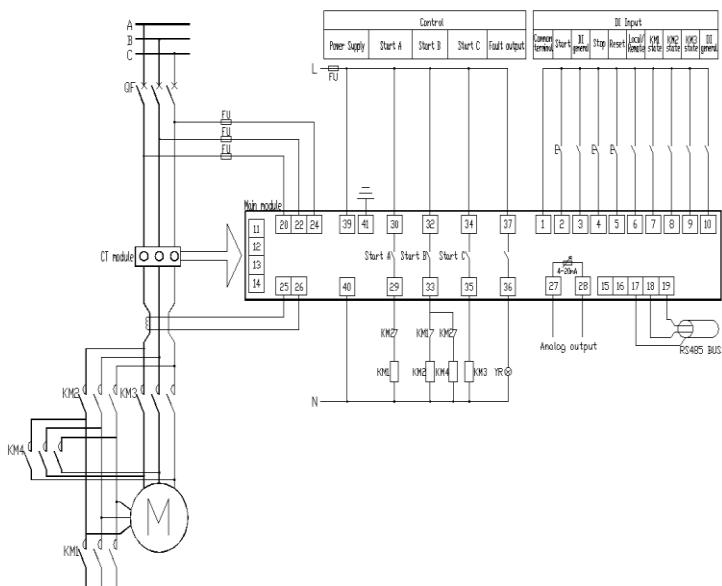 Control
Power Supply
Start A
Start B
Start C
Fault output
DI Input
Common terminal
Start
DI general
Stop
Reset
Local/Remote
KM1 state
KM2 state
KM3 state
DI general
A
B
C
L
FU
QF
FU
FU
FU
Main module
11
12
13
14
20
22
24
39
41
30
32
34
37
1
2
3
4
5
6
7
8
9
10
CT module
Start A
Start B
Start C
4-20mA
25
26
40
29
33
35
36
27
28
15
16
17
18
19
Analog output
RS485 BUS
KM27
KM17
KM27
KM1
KM2
KM4
KM3
YR
N
KM2
KM3
KM4
M
KM1